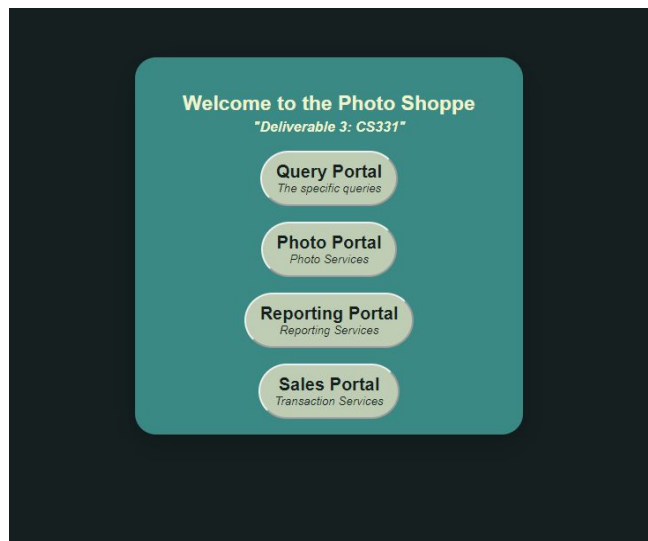 Welcome to the Photo Shoppe
"Deliverable 3: CS331"
Query Portal
The specific queries
Photo Portal
Photo Services
Reporting Portal
Reporting Services
Sales Portal
Transaction Services